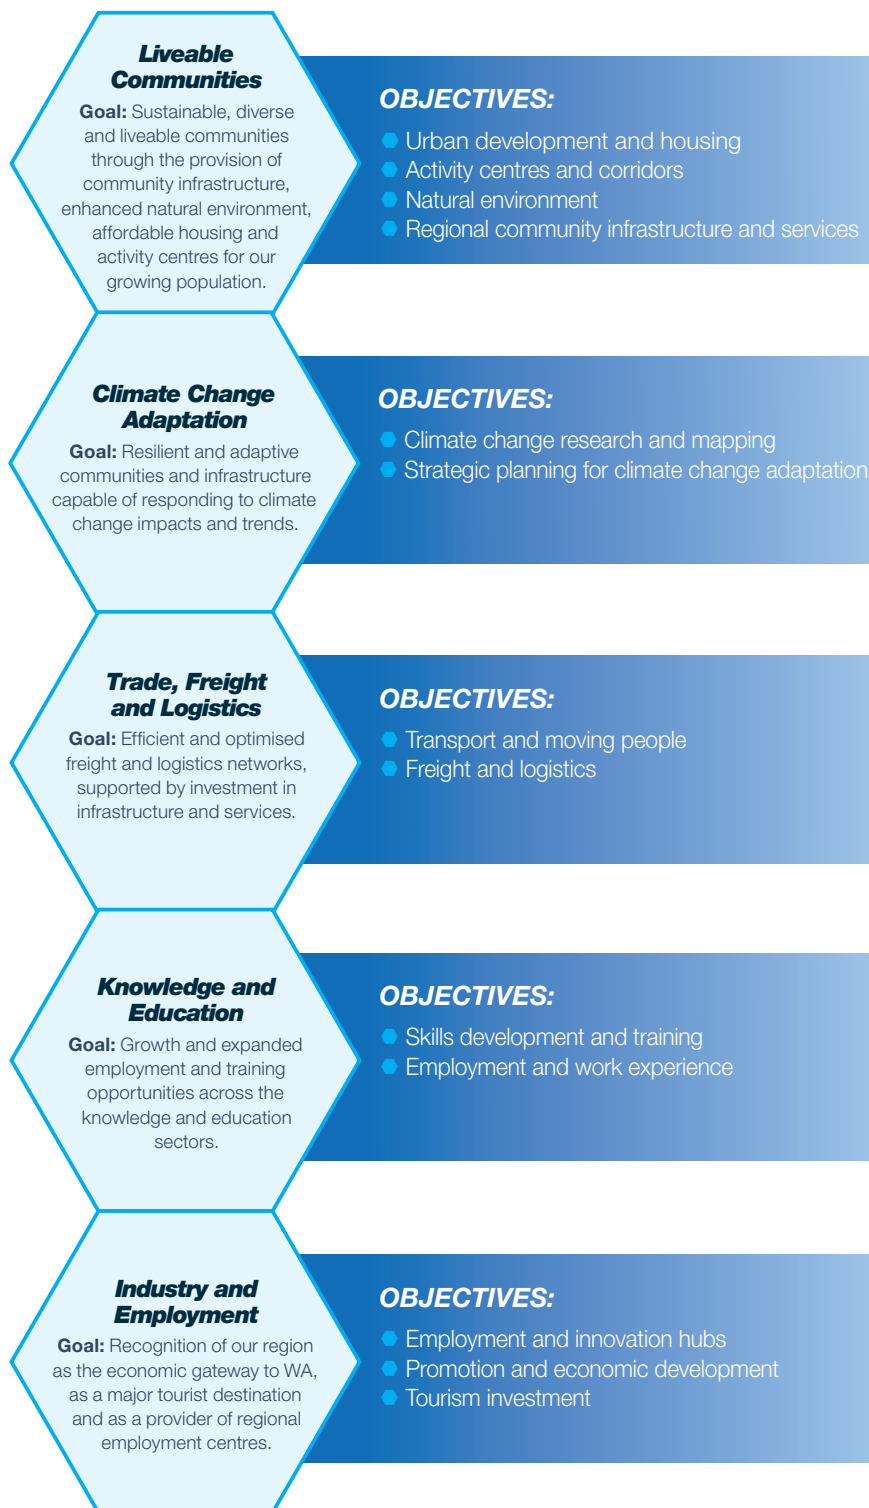 Liveable
Communities
Goal: Sustainable, diverse
and liveable communities
through the provision of
community infrastructure,
enhanced natural environment,
affordable housing and
activity centres for our
growing population.
OBJECTIVES:
Urban development and housing
Activity centres and corridors
Natural environment
Regional community infrastructure and services
Climate Change
Adaptation
Goal: Resilient and adaptive
communities and infrastructure
capable of responding to climate
change impacts and trends.
OBJECTIVES:
Climate change research and mapping
Strategic planning for climate change adaptation
Trade, Freight
and Logistics
Goal: Efficient and optimised
freight and logistics networks,
supported by investment in
infrastructure and services.
OBJECTIVES:
Transport and moving people
Freight and logistics
Knowledge and
Education
Goal: Growth and expanded
employment and training
opportunities across the
knowledge and education
sectors.
OBJECTIVES:
Skills development and training
Employment and work experience
Industry and
Employment
Goal: Recognition of our region
as the economic gateway to WA,
as a major tourist destination
and as a provider of regional
employment centres.
OBJECTIVES:
Employment and innovation hubs
Promotion and economic development
Tourism investment